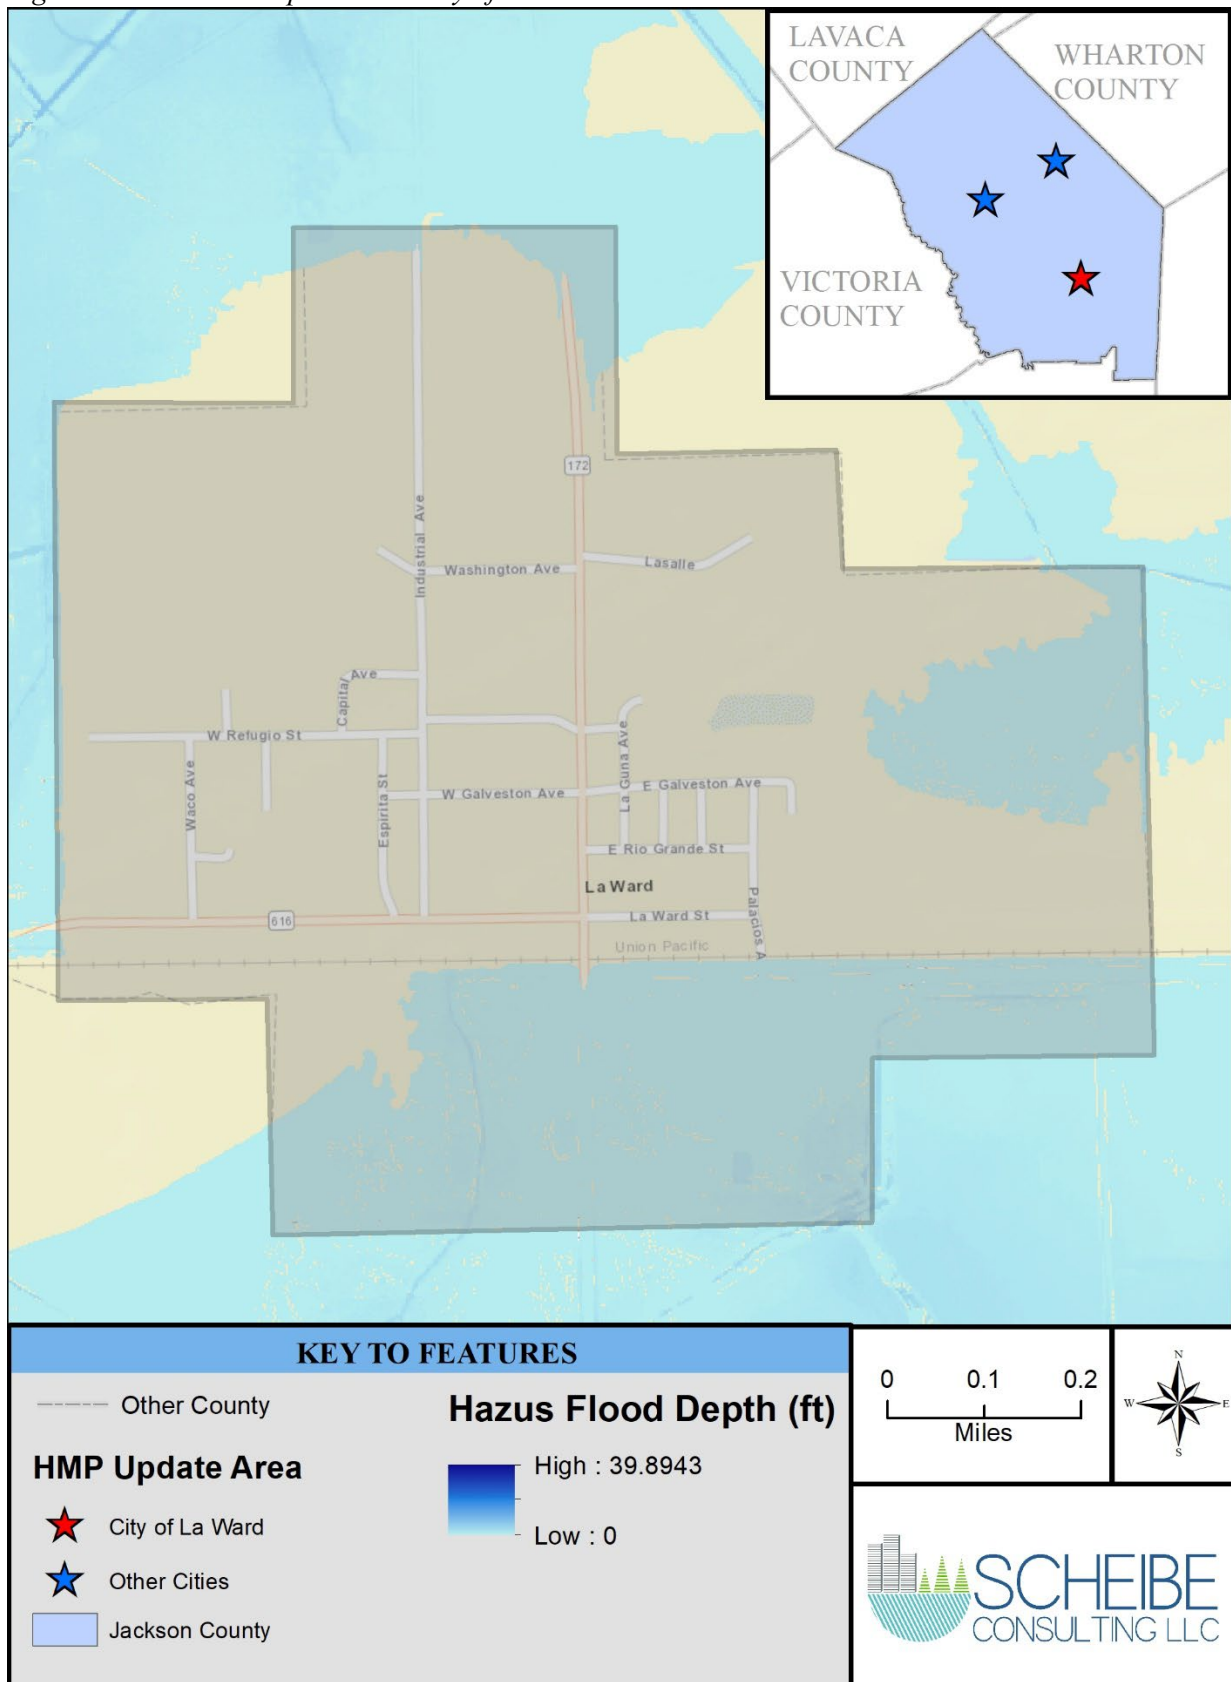 LAVACA
COUNTY
WHARTON
COUNTY
VICTORIA
COUNTY
172
Industrial Ave
Washington Ave
Lasalle
Capital Ave
W Refugio St
La Guna Ave
Waco Ave
Espirita St
W Galveston Ave
E Galveston Ave
E Rio Grande St
La Ward
Palacios A
616
La Ward St
Union Pacific
KEY TO FEATURES
Other County
HMP Update Area
City of La Ward
Other Cities
Jackson County
Hazus Flood Depth (ft)
High : 39.8943
Low : 0
0 0.1 0.2
Miles
N
W E
S
SCHEIBE
CONSULTING LLC